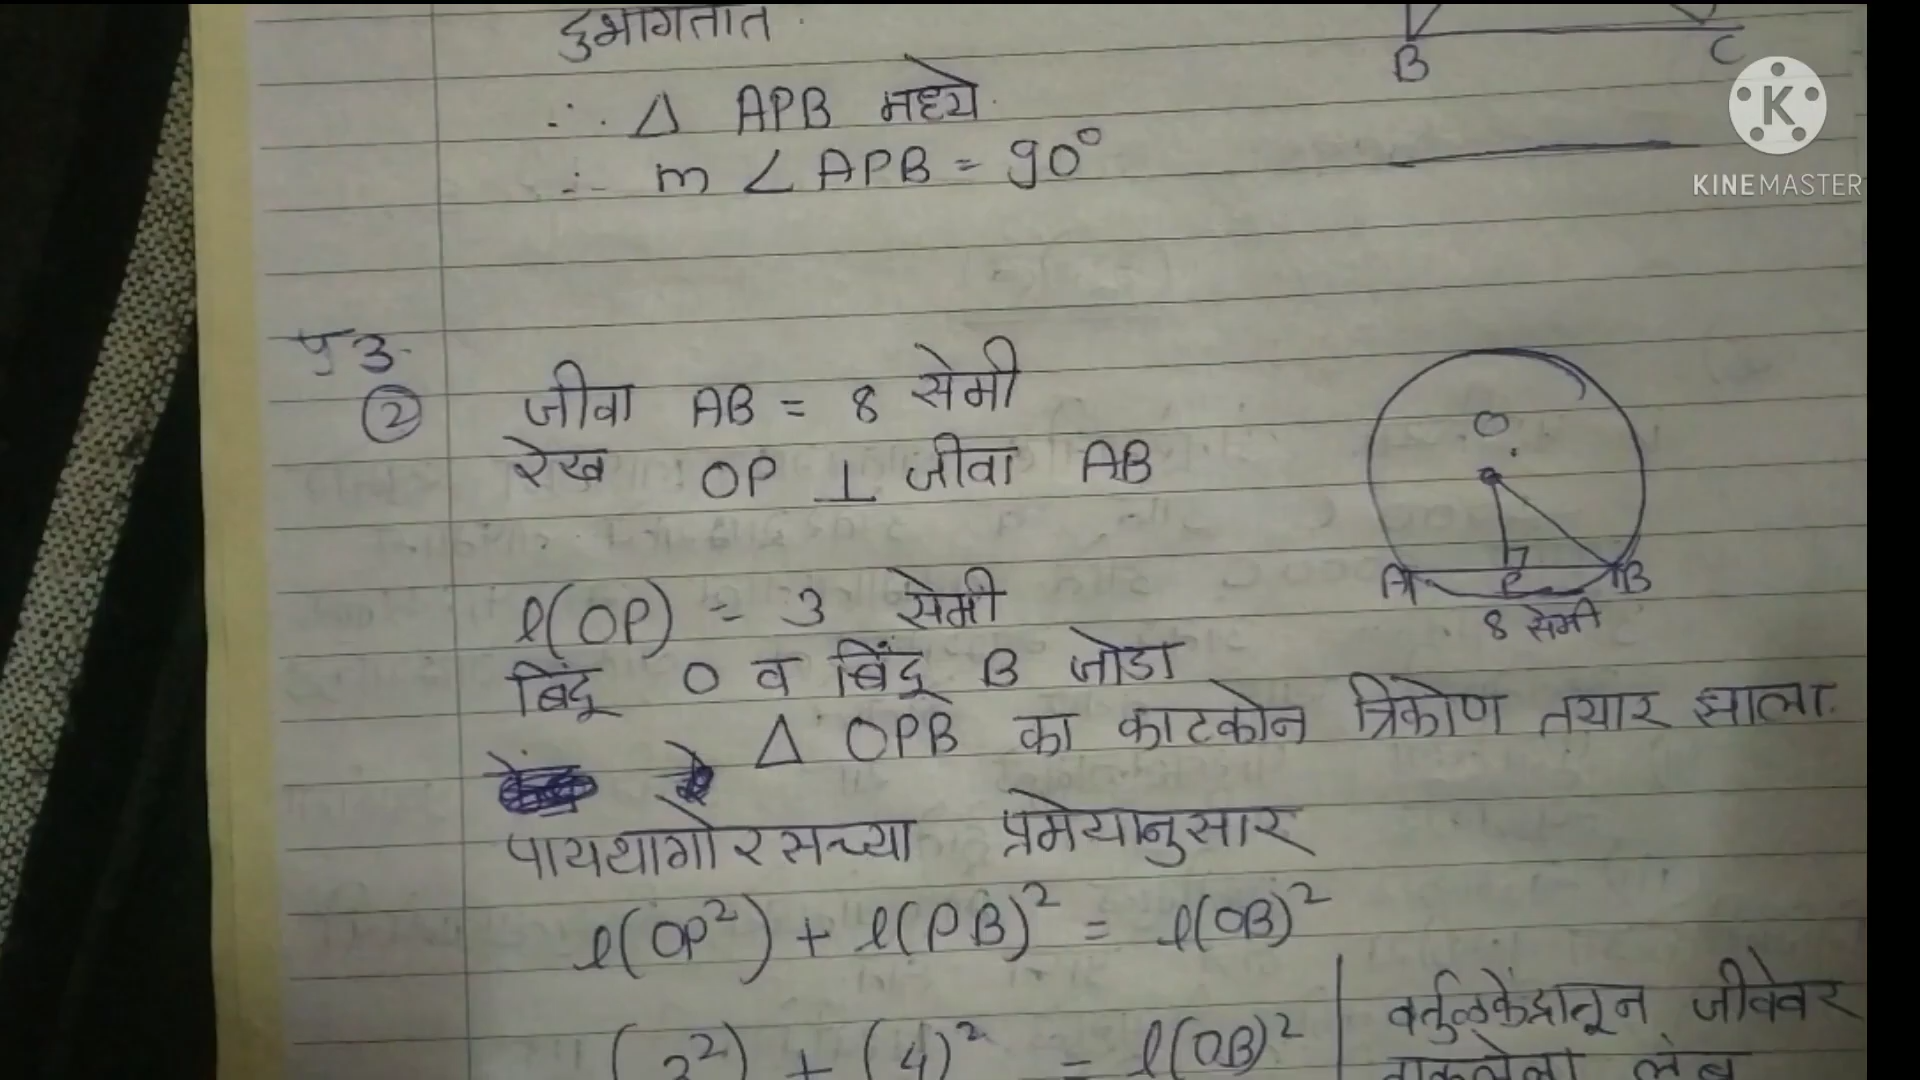 दुभागतात.
B C
∴ △ APB मध्ये.
∴ m ∠ APB = 90°
K
KINEMASTER
प्र3.
② जीवा AB = 8 सेमी
रेख OP ⊥ जीवा AB
O
l(OP) = 3 सेमी
A P B
8 सेमी
बिंदू O व बिंदू B जोडा
△ OPB का काटकोन त्रिकोण तयार झाला.
पायथागोरसच्या प्रमेयानुसार
l(OP²) + l(PB)² = l(OB)²
(3²) + (4)² = l(OB)²
वर्तुळकेंद्रातून जीवेवर
टाकलेला लंब